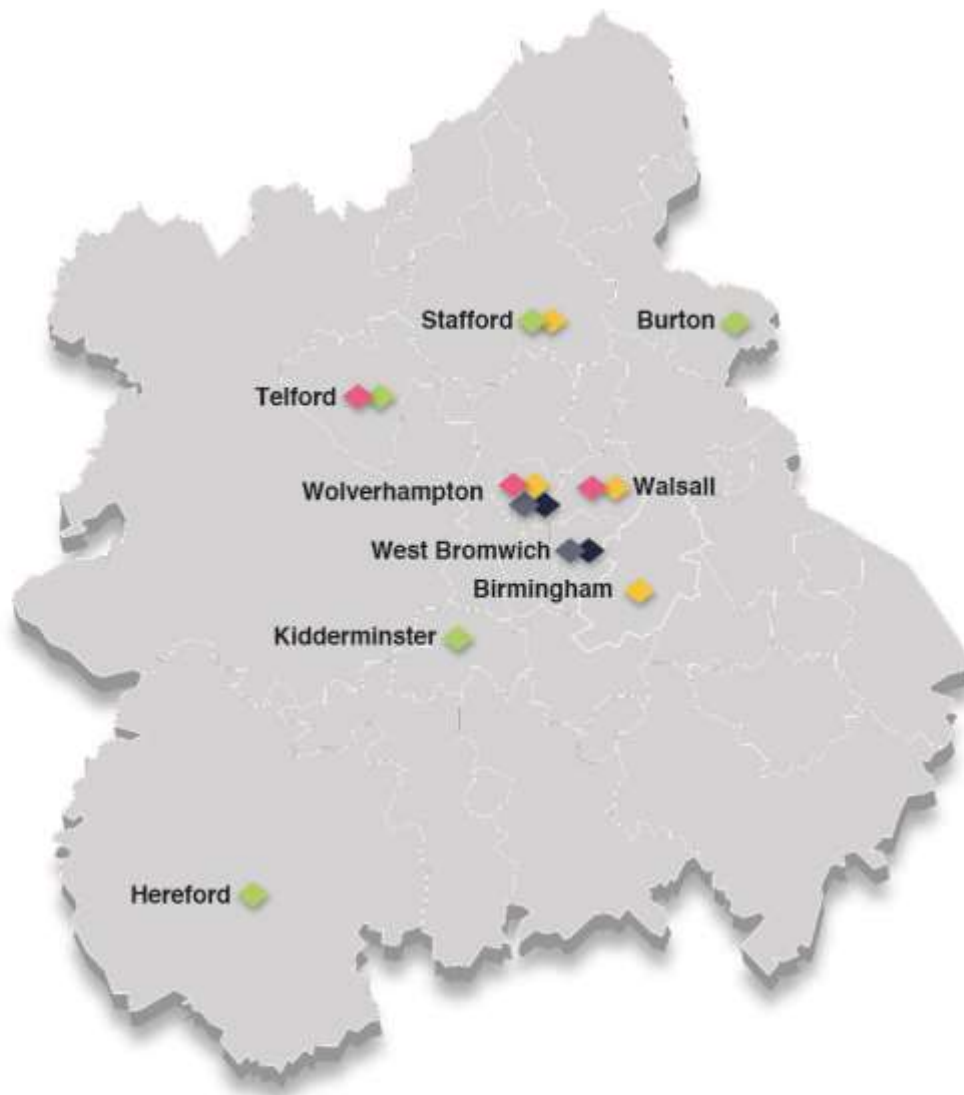 Stafford
Burton
Telford
Wolverhampton
Walsall
West Bromwich
Birmingham
Kidderminster
Hereford